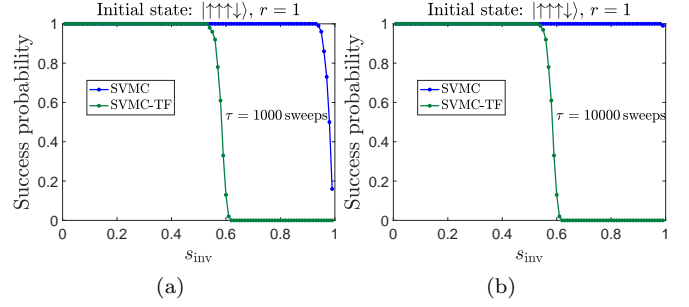 Initial state: |↑↑↑↓⟩, r = 1
Success probability
1
0.8
0.6
0.4
0.2
0
SVMC
SVMC-TF
τ = 1000 sweeps
0 0.2 0.4 0.6 0.8 1
s_inv
(a)
Initial state: |↑↑↑↓⟩, r = 1
Success probability
1
0.8
0.6
0.4
0.2
0
SVMC
SVMC-TF
τ = 10000 sweeps
0 0.2 0.4 0.6 0.8 1
s_inv
(b)